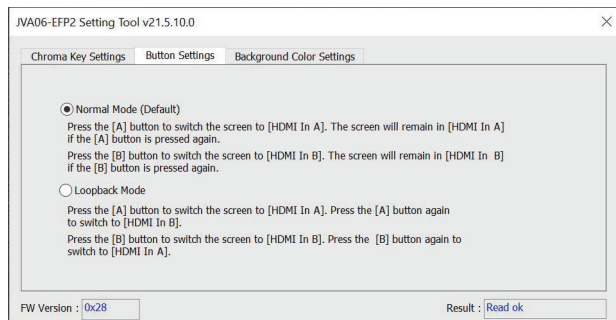 JVA06-EFP2 Setting Tool v21.5.10.0
Chroma Key Settings Button Settings Background Color Settings
Normal Mode (Default)
Press the [A] button to switch the screen to [HDMI In A]. The screen will remain in [HDMI In A]
if the [A] button is pressed again.
Press the [B] button to switch the screen to [HDMI In B]. The screen will remain in [HDMI In B]
if the [B] button is pressed again.
Loopback Mode
Press the [A] button to switch the screen to [HDMI In A]. Press the [A] button again
to switch to [HDMI In B].
Press the [B] button to switch the screen to [HDMI In B]. Press the [B] button again to
switch to [HDMI In A].
FW Version : 0x28 Result : Read ok